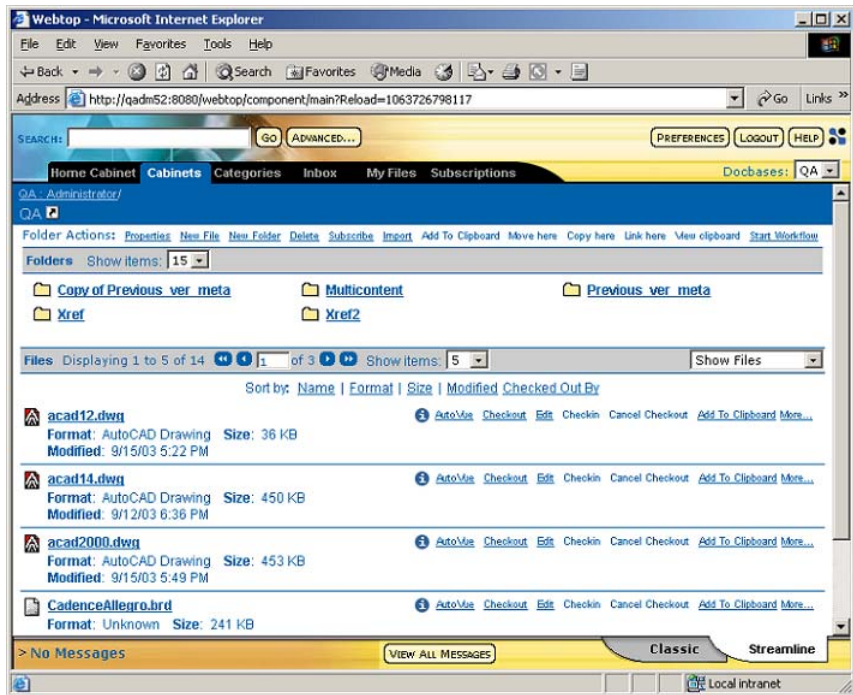 Webtop - Microsoft Internet Explorer
File Edit View Favorites Tools Help
Back Search Favorites Media
Address http://qadm52:8080/webtop/component/main?Reload=1063726798117 Go Links »
SEARCH: GO ADVANCED... PREFERENCES LOGOUT HELP
Home Cabinet Cabinets Categories Inbox My Files Subscriptions Docbases: QA
QA : Administrator/
QA
Folder Actions: Properties New File New Folder Delete Subscribe Import Add To Clipboard Move here Copy here Link here View clipboard Start Workflow
Folders Show items: 15
Copy of Previous_ver_meta Multicontent Previous_ver_meta
Xref Xref2
Files Displaying 1 to 5 of 14 1 of 3 Show items: 5 Show Files
Sort by: Name | Format | Size | Modified Checked Out By
acad12.dwg AutoVue Checkout Edit Checkin Cancel Checkout Add To Clipboard More...
Format: AutoCAD Drawing Size: 36 KB
Modified: 9/15/03 5:22 PM
acad14.dwg AutoVue Checkout Edit Checkin Cancel Checkout Add To Clipboard More...
Format: AutoCAD Drawing Size: 450 KB
Modified: 9/12/03 6:36 PM
acad2000.dwg AutoVue Checkout Edit Checkin Cancel Checkout Add To Clipboard More...
Format: AutoCAD Drawing Size: 453 KB
Modified: 9/15/03 5:49 PM
CadenceAllegro.brd AutoVue Checkout Edit Checkin Cancel Checkout Add To Clipboard More...
Format: Unknown Size: 241 KB
> No Messages VIEW ALL MESSAGES Classic Streamline
Local intranet